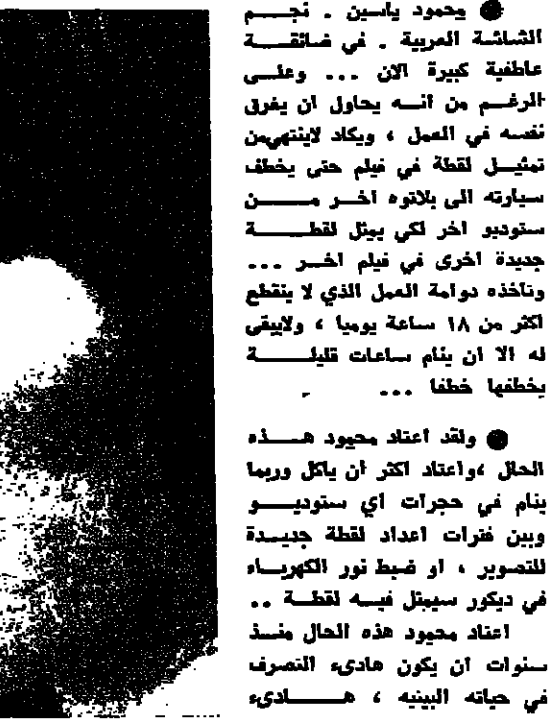 ● محمود ياسين . نجم
الشاشة العربية . في ضائقة
عاطفية كبيرة الان ... وعلى
الرغم من انه يحاول ان يغرق
نفسه في العمل ، ويكاد لاينتهي من
تمثيل لقطة في فيلم حتى يخطف
سيارته الى بلاتوه اخر من
ستوديو اخر لكي يمثل لقطة
جديدة اخرى في فيلم اخر ...
وتأخذه دوامة العمل الذي لا ينقطع
اكثر من ١٨ ساعة يوميا ، ولايبقى
له الا ان ينام ساعات قليلة
يخطفها خطفا ...
● ولقد اعتاد محمود هذه
الحال ،واعتاد اكثر أن ياكل وربما
ينام في حجرات أي ستوديو
وبين فترات اعداد لقطة جديدة
للتصوير ، او ضبط نور الكهرباء
في ديكور سيمثل فيه لقطة ..
اعتاد محمود هذه الحال منذ
سنوات ان يكون هادىء التصرف
في حياته البيتيه ، هادىء